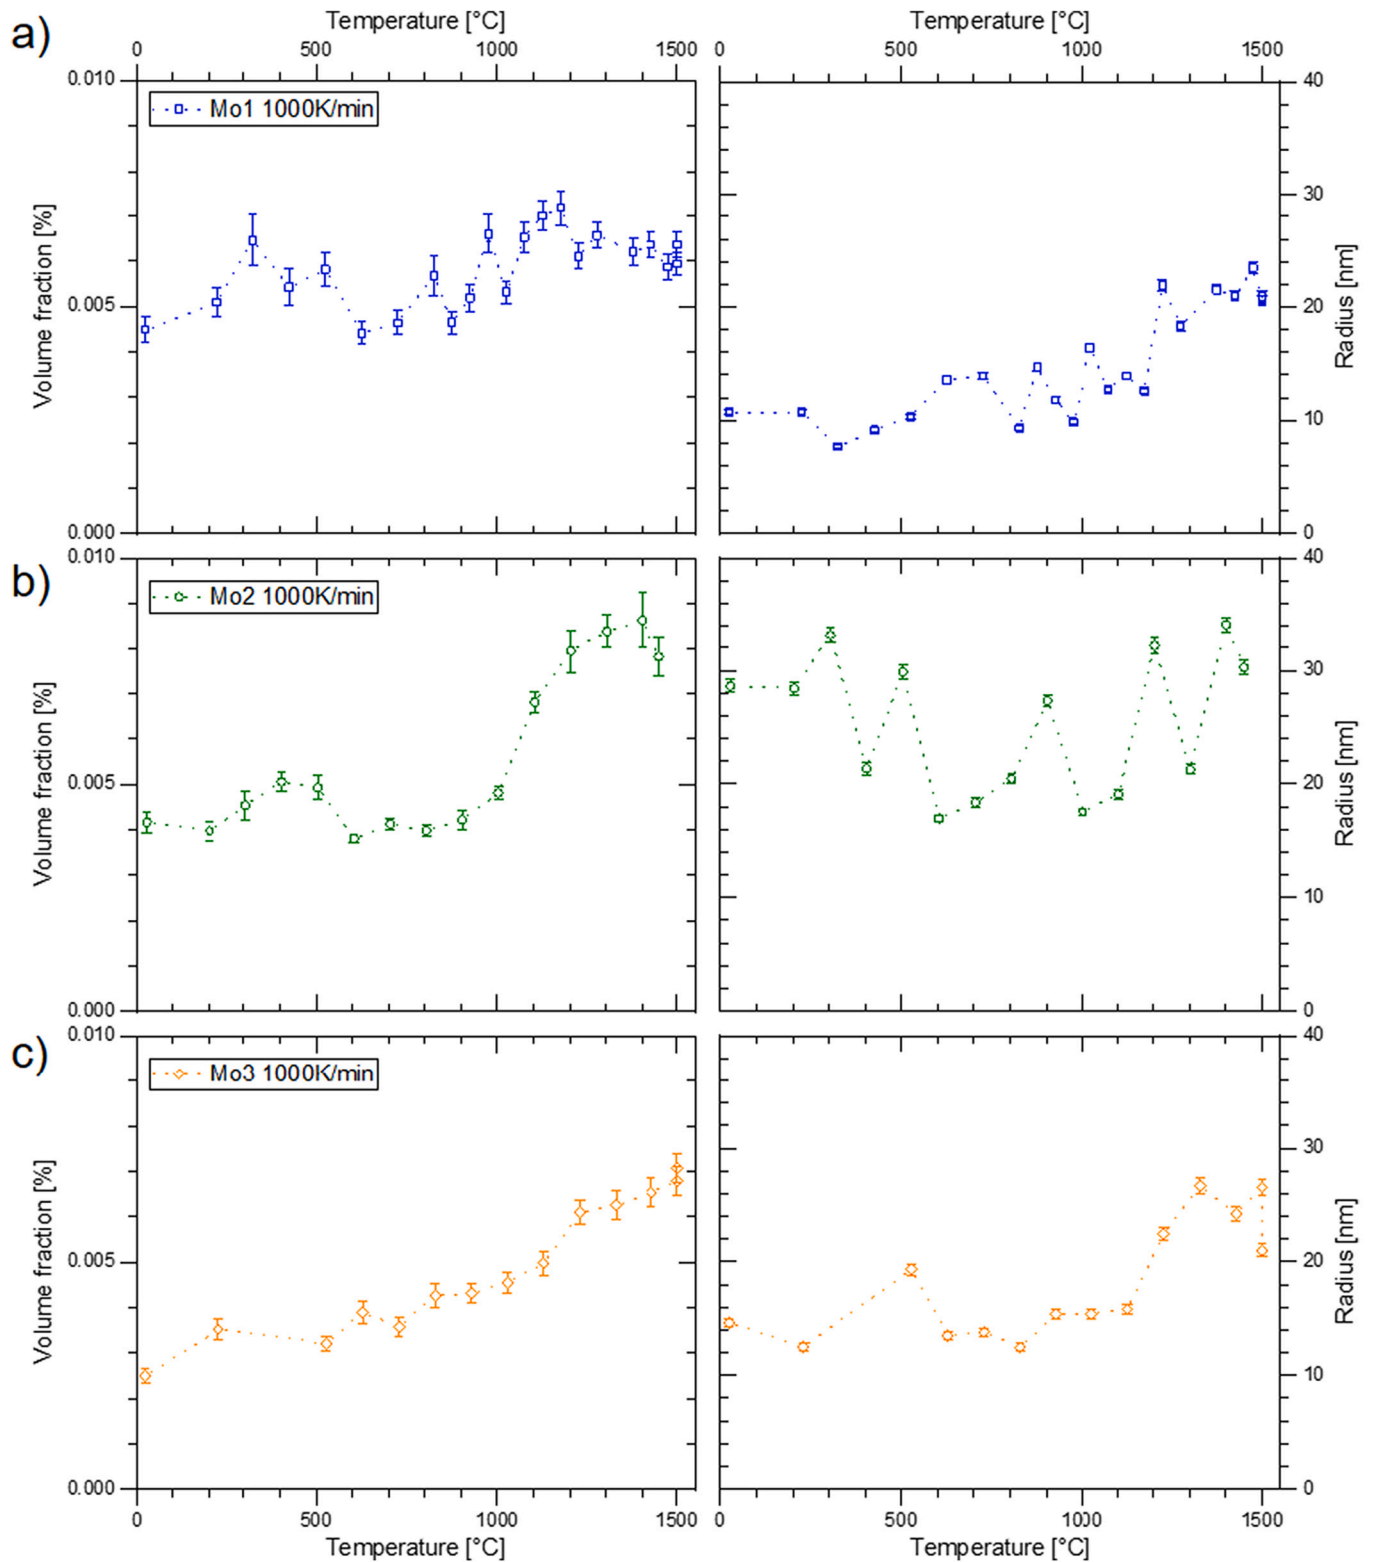 a)
Temperature [°C]
Temperature [°C]
0 500 1000 1500
0 500 1000 1500
0.010
0.005
0.000
Volume fraction [%]
Mo1 1000K/min
40
30
20
10
0
Radius [nm]
b)
0.010
0.005
0.000
Volume fraction [%]
Mo2 1000K/min
40
30
20
10
0
Radius [nm]
c)
0.010
0.005
0.000
Volume fraction [%]
Mo3 1000K/min
40
30
20
10
0
Radius [nm]
0 500 1000 1500
0 500 1000 1500
Temperature [°C]
Temperature [°C]